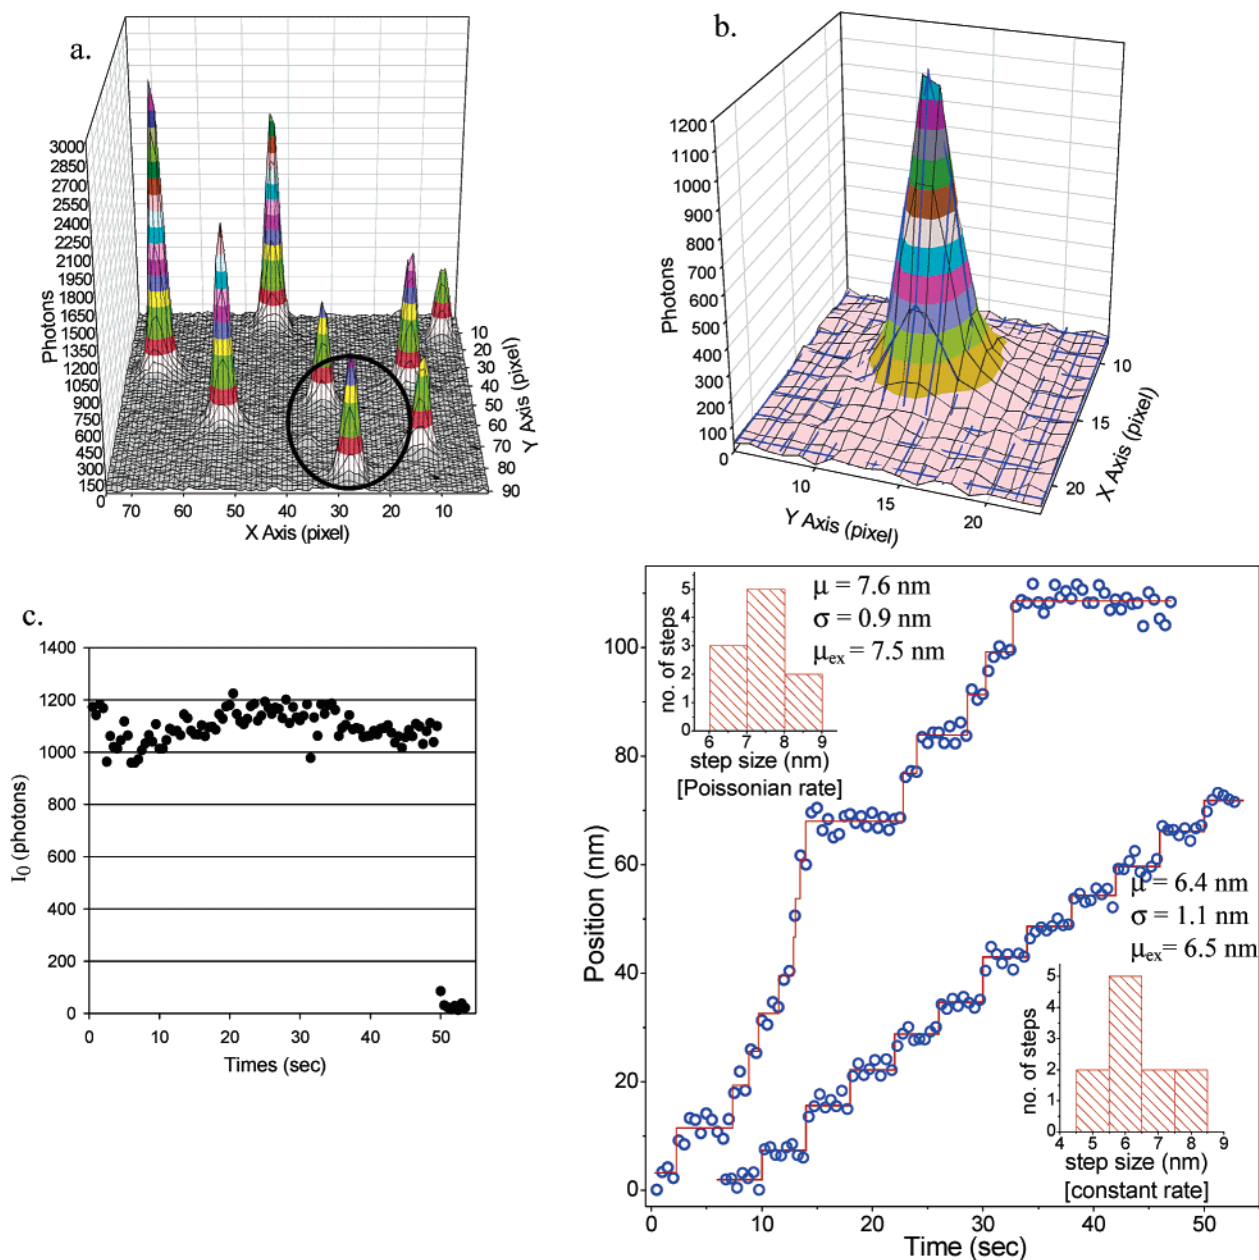 a.
3000
2850
2700
2550
2400
2250
2100
1950
1800
1650
1500
1350
1200
1050
900
750
600
450
300
150
0
Photons
70 60 50 40 30 20 10
X Axis (pixel)
10
20
30
40
50
60
70
80
90
Y Axis (pixel)
b.
1200
1100
1000
900
800
700
600
500
400
300
200
100
0
Photons
10 15 20
Y Axis (pixel)
10
15
20
X Axis (pixel)
c.
1400
1200
1000
800
600
400
200
0
I0 (photons)
0 10 20 30 40 50
Times (sec)
100
80
60
40
20
0
Position (nm)
0 10 20 30 40 50
Time (sec)
5
4
3
2
1
0
no. of steps
6 7 8 9
step size (nm)
[Poissonian rate]
μ = 7.6 nm
σ = 0.9 nm
μex = 7.5 nm
μ = 6.4 nm
σ = 1.1 nm
μex = 6.5 nm
5
4
3
2
1
0
no. of steps
4 5 6 7 8 9
step size (nm)
[constant rate]